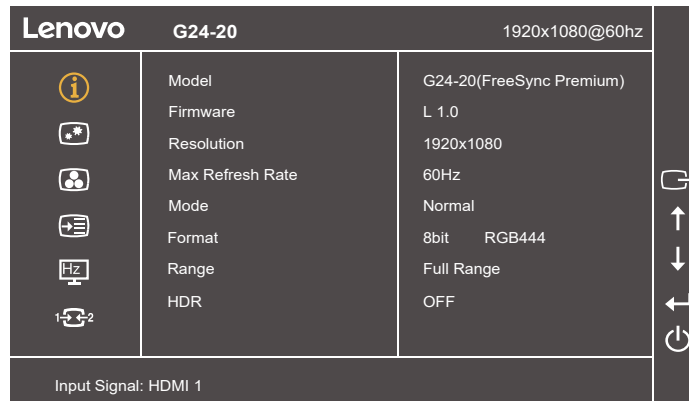 Lenovo G24-20 1920x1080@60hz
Model G24-20(FreeSync Premium)
Firmware L 1.0
Resolution 1920x1080
Max Refresh Rate 60Hz
Mode Normal
Format 8bit RGB444
Range Full Range
HDR OFF
Hz
1 2
Input Signal: HDMI 1